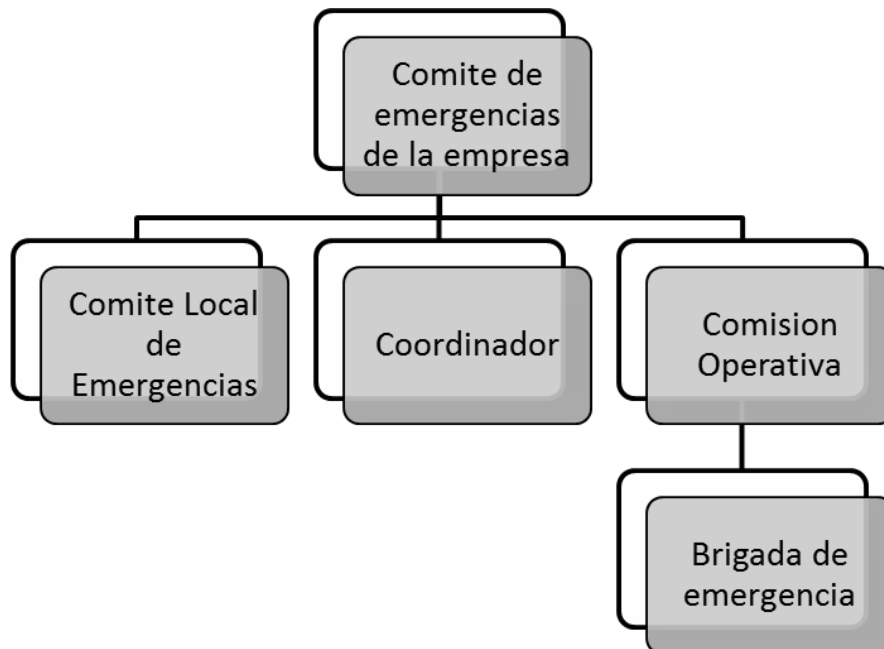 Comite de
emergencias
de la empresa
Comite Local
de
Emergencias
Coordinador
Comision
Operativa
Brigada de
emergencia